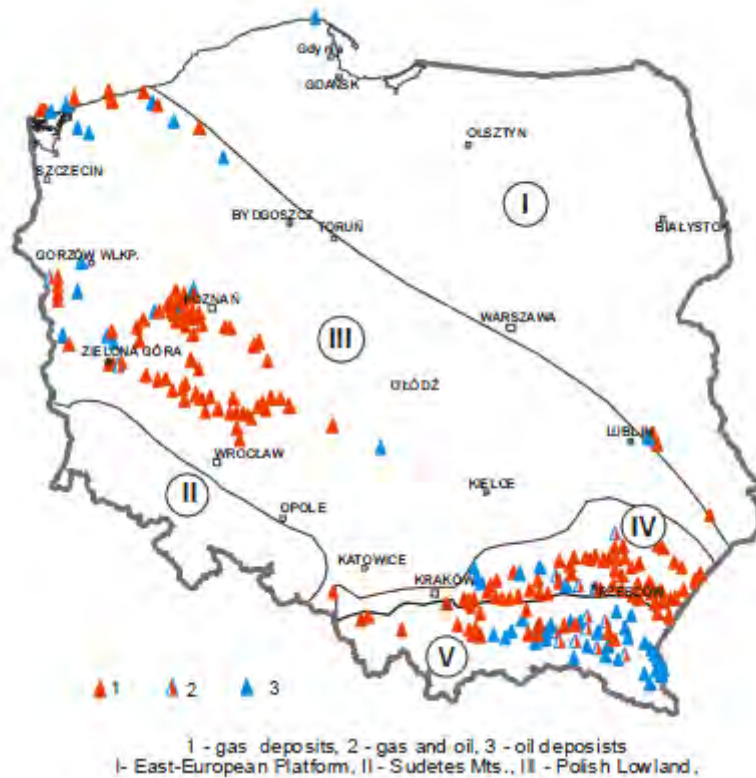 Gdynia
GDAŃSK
OLSZTYN
SZCZECIN
I
BYDGOSZCZ
TORUŃ
BIAŁYSTOK
GORZÓW WLKP.
POZNAŃ
WARSZAWA
III
ZIELONA GÓRA
ŁÓDŹ
LUBLIN
WROCŁAW
KIELCE
II
OPOLE
IV
KATOWICE
KRAKÓW
RZESZÓW
V
1 2 3
1 - gas deposits, 2 - gas and oil, 3 - oil deposists
I- East-European Platform, II - Sudetes Mts., III - Polish Lowland,